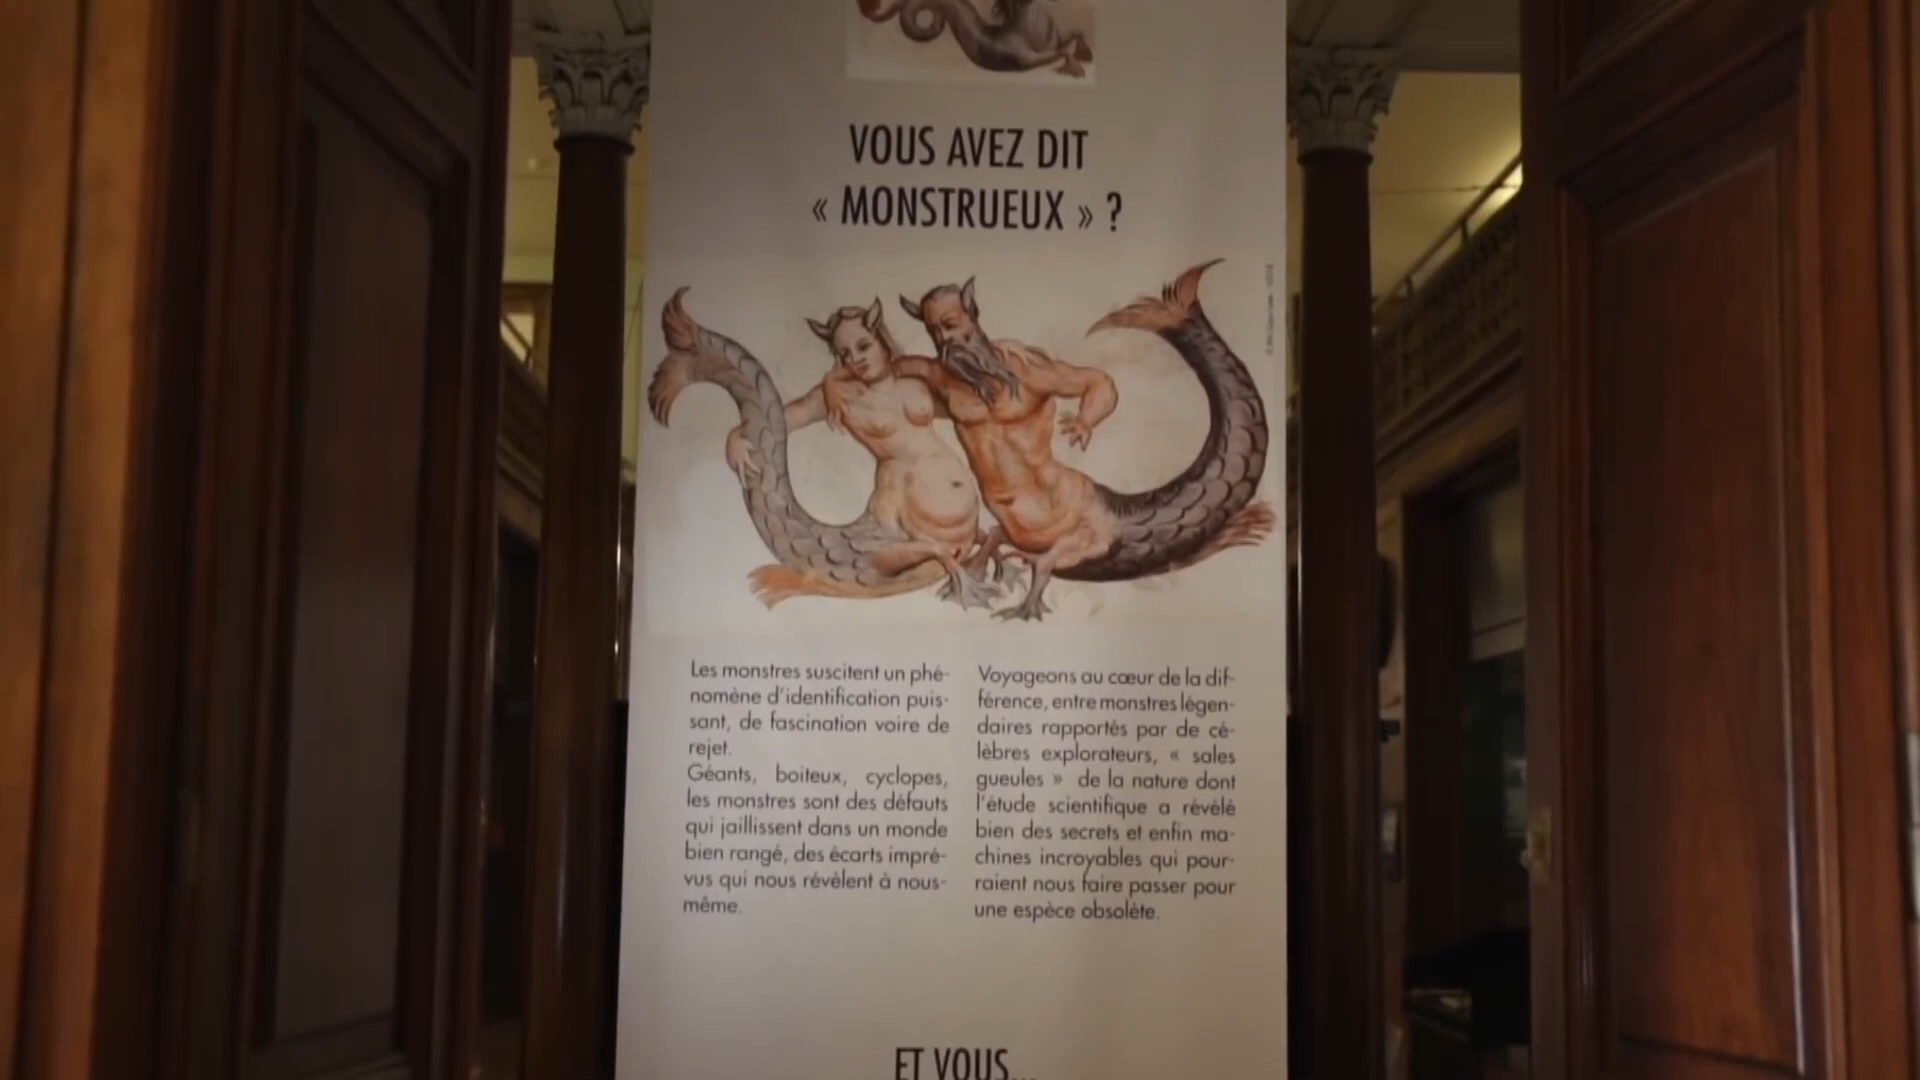 VOUS AVEZ DIT
« MONSTRUEUX » ?
Les monstres suscitent un phé-
nomène d'identification puis-
sant, de fascination voire de
rejet.
Géants, boiteux, cyclopes,
les monstres sont des défauts
qui jaillissent dans un monde
bien rangé, des écarts impré-
vus qui nous révèlent à nous-
même.
Voyageons au cœur de la dif-
férence, entre monstres légen-
daires rapportés par de cé-
lèbres explorateurs, « sales
gueules » de la nature dont
l'étude scientifique a révélé
bien des secrets et enfin ma-
chines incroyables qui pour-
raient nous faire passer pour
une espèce obsolète.
ET VOUS...